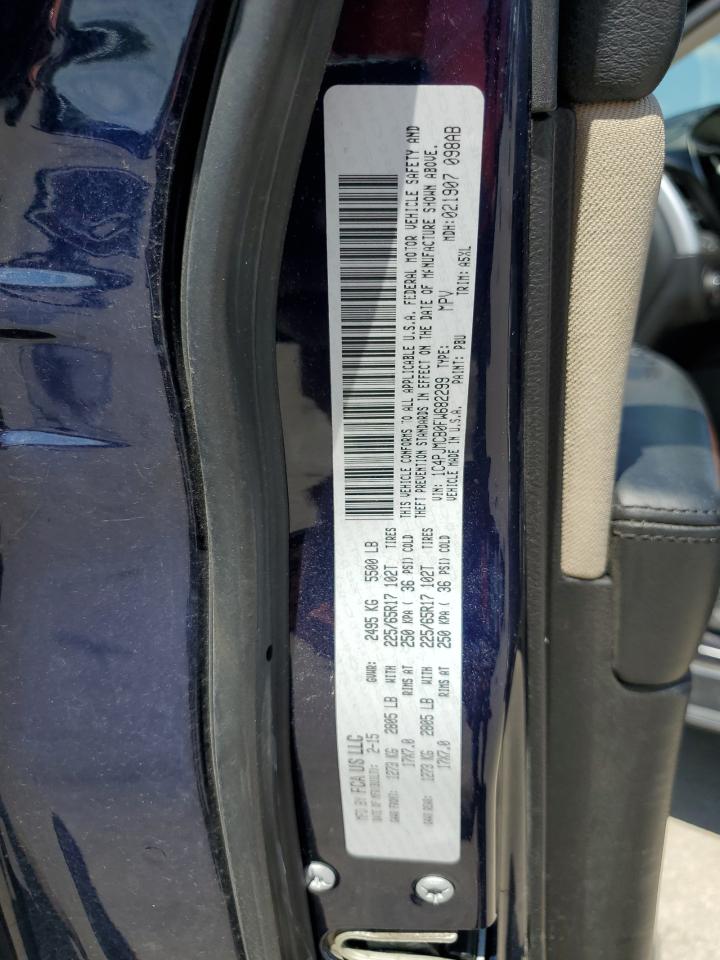 MFD BY FCA US LLC
DATE OF MFR: 2-15 GVWR: 2495 KG 5500 LB
GAWR FRONT: 1273 KG 2805 LB WITH 225/65R17 102T TIRES
17X7.0 RIMS AT 250 KPA ( 36 PSI) COLD
GAWR REAR: 1273 KG 2805 LB WITH 225/65R17 102T TIRES
17X7.0 RIMS AT 250 KPA ( 36 PSI) COLD
THIS VEHICLE CONFORMS TO ALL APPLICABLE U.S.A. FEDERAL MOTOR VEHICLE SAFETY AND
THEFT PREVENTION STANDARDS IN EFFECT ON THE DATE OF MANUFACTURE SHOWN ABOVE.
VIN: 1C4PJMCB0FW682299 TYPE: MPV MDH:021907 098AB
VEHICLE MADE IN U.S.A. PAINT: PBU TRIM: A5XL